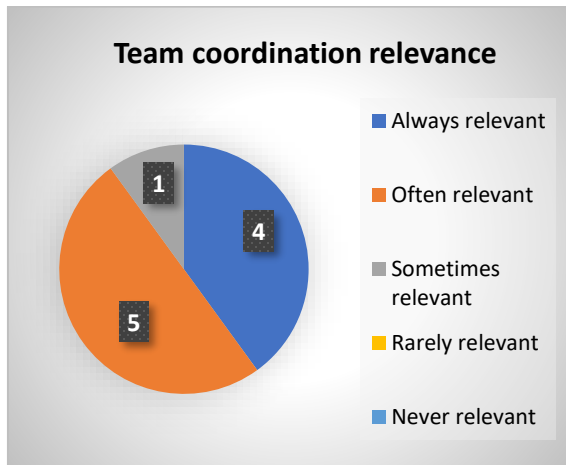 Team coordination relevance
1
4
5
Always relevant
Often relevant
Sometimes
relevant
Rarely relevant
Never relevant